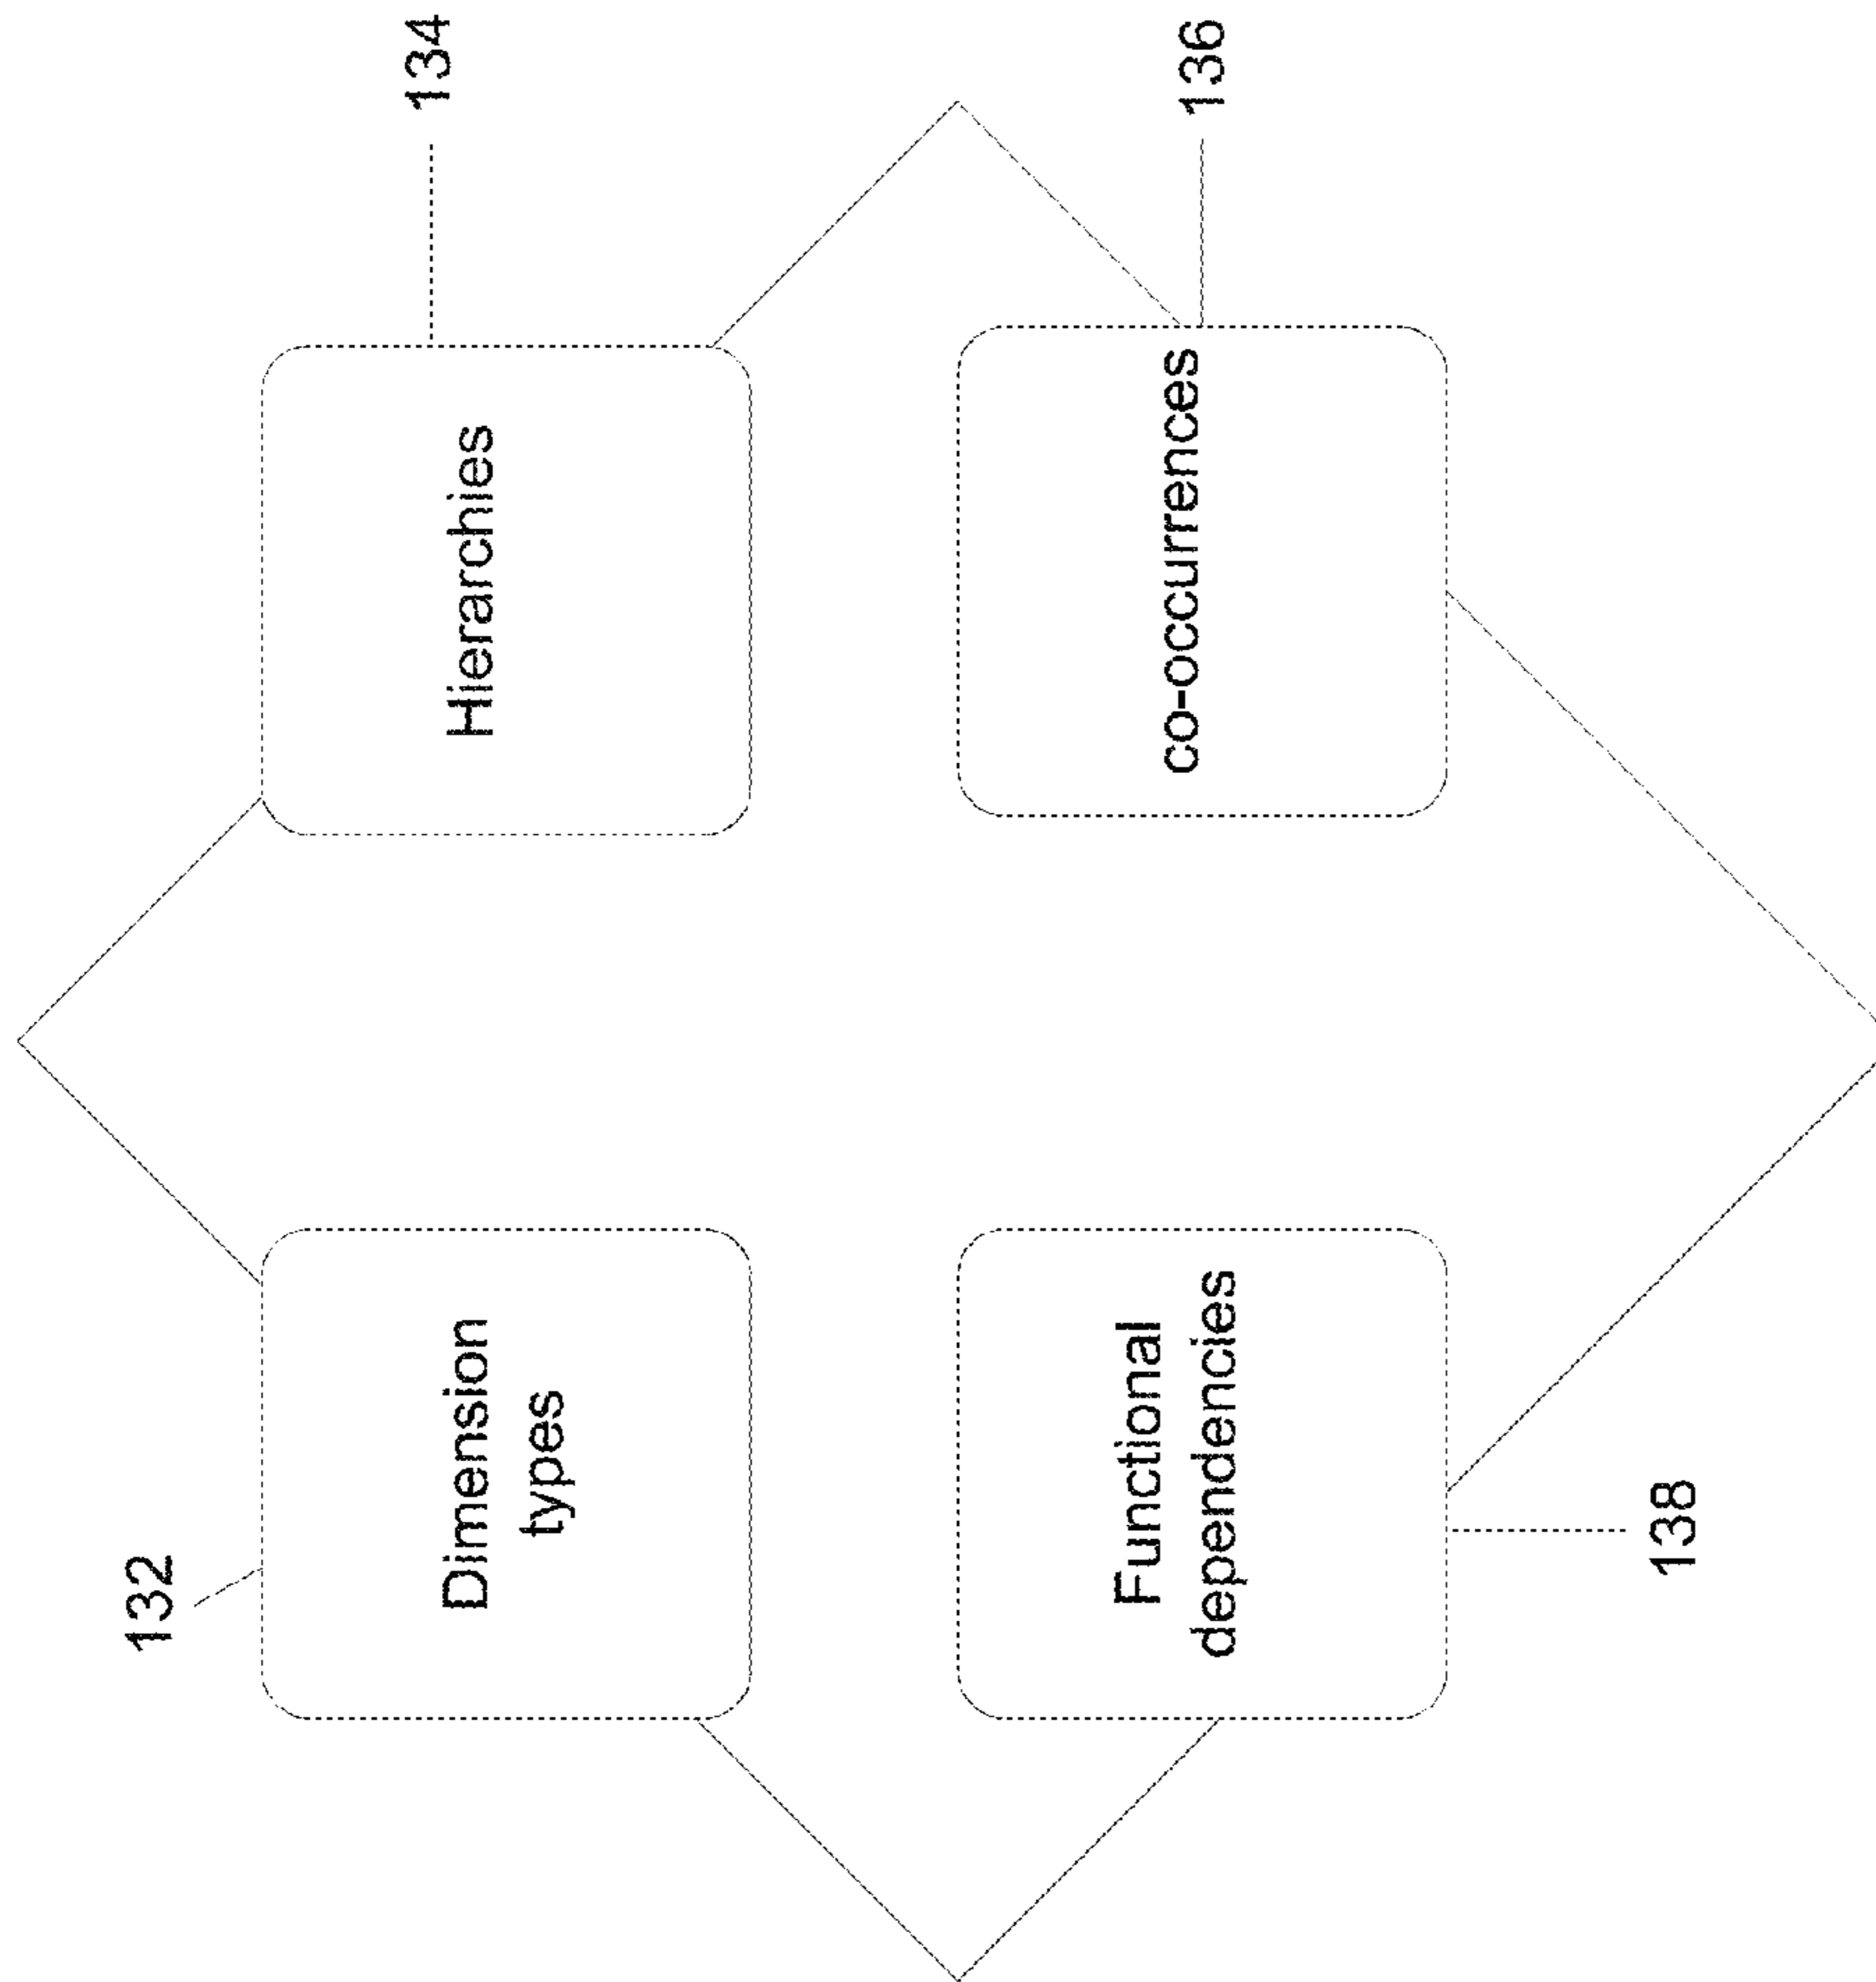 132
Dimension
types
Hierarchies
134
Functional
dependencies
138
co-occurrences
136